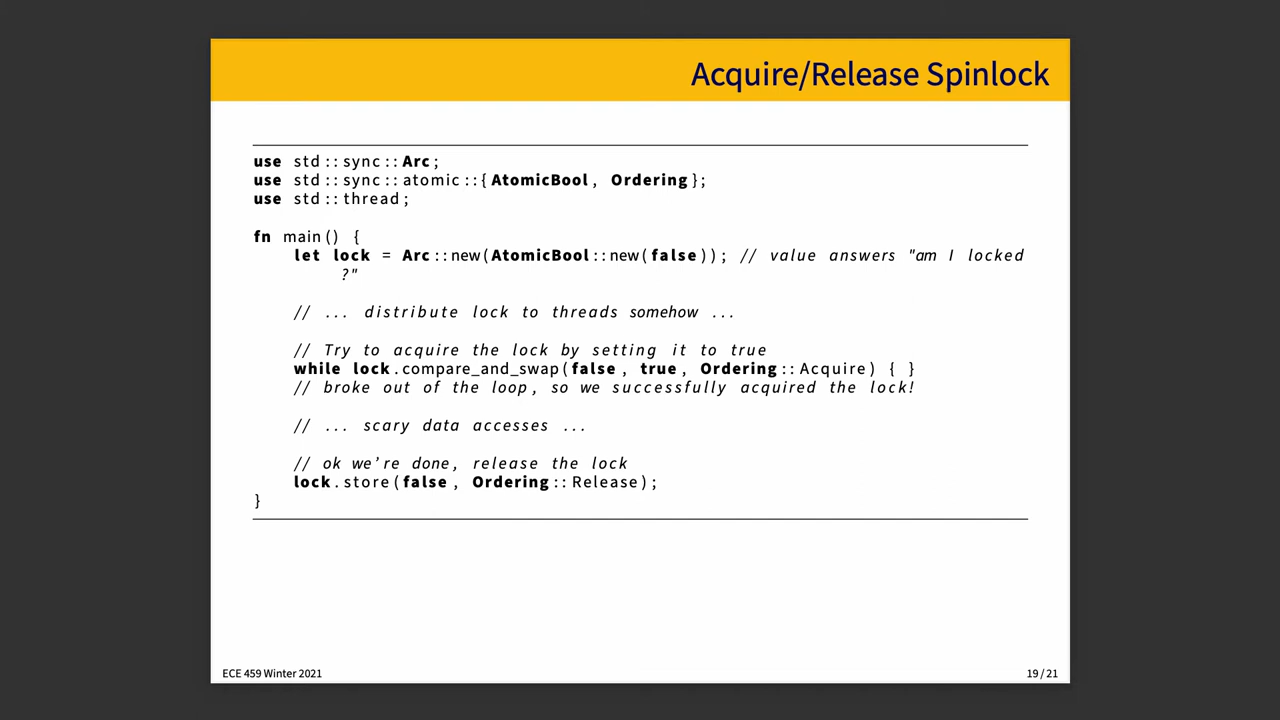 Acquire/Release Spinlock
use std::sync::Arc;
use std::sync::atomic::{AtomicBool, Ordering};
use std::thread;
fn main() {
let lock = Arc::new(AtomicBool::new(false)); // value answers "am I locked
?"
// ... distribute lock to threads somehow ...
// Try to acquire the lock by setting it to true
while lock.compare_and_swap(false, true, Ordering::Acquire) { }
// broke out of the loop, so we successfully acquired the lock!
// ... scary data accesses ...
// ok we're done, release the lock
lock.store(false, Ordering::Release);
}
ECE 459 Winter 2021
19 / 21